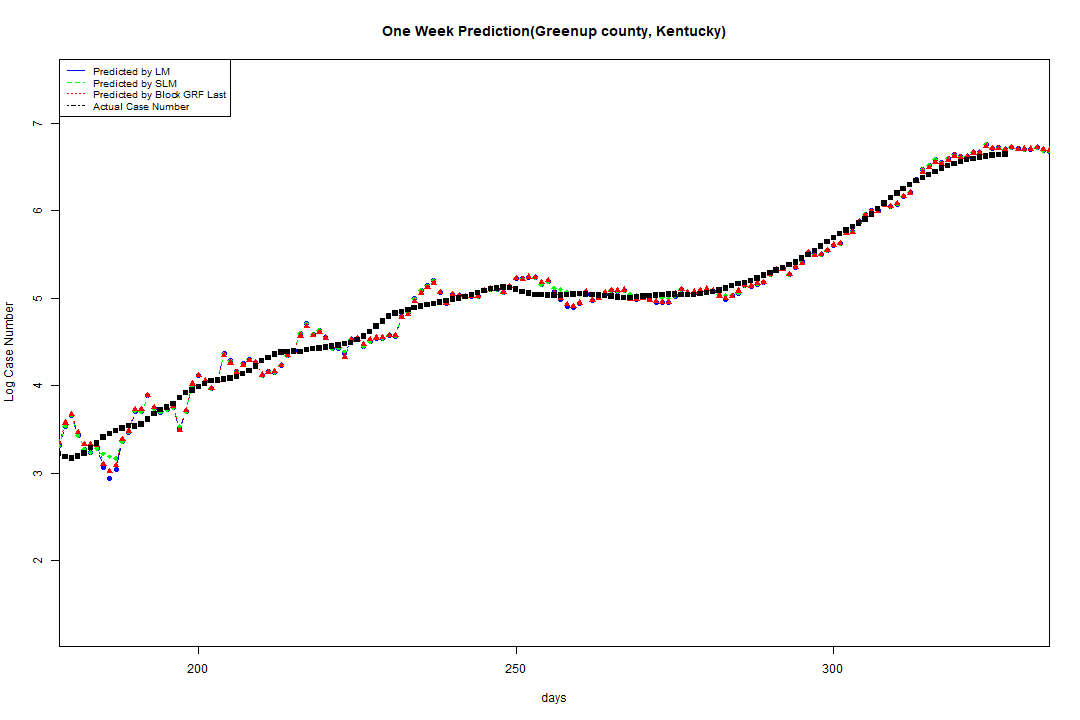 One Week Prediction(Greenup county, Kentucky)
Predicted by LM
Predicted by SLM
Predicted by Block GRF Last
Actual Case Number
7
6
5
4
3
2
Log Case Number
200
250
300
days